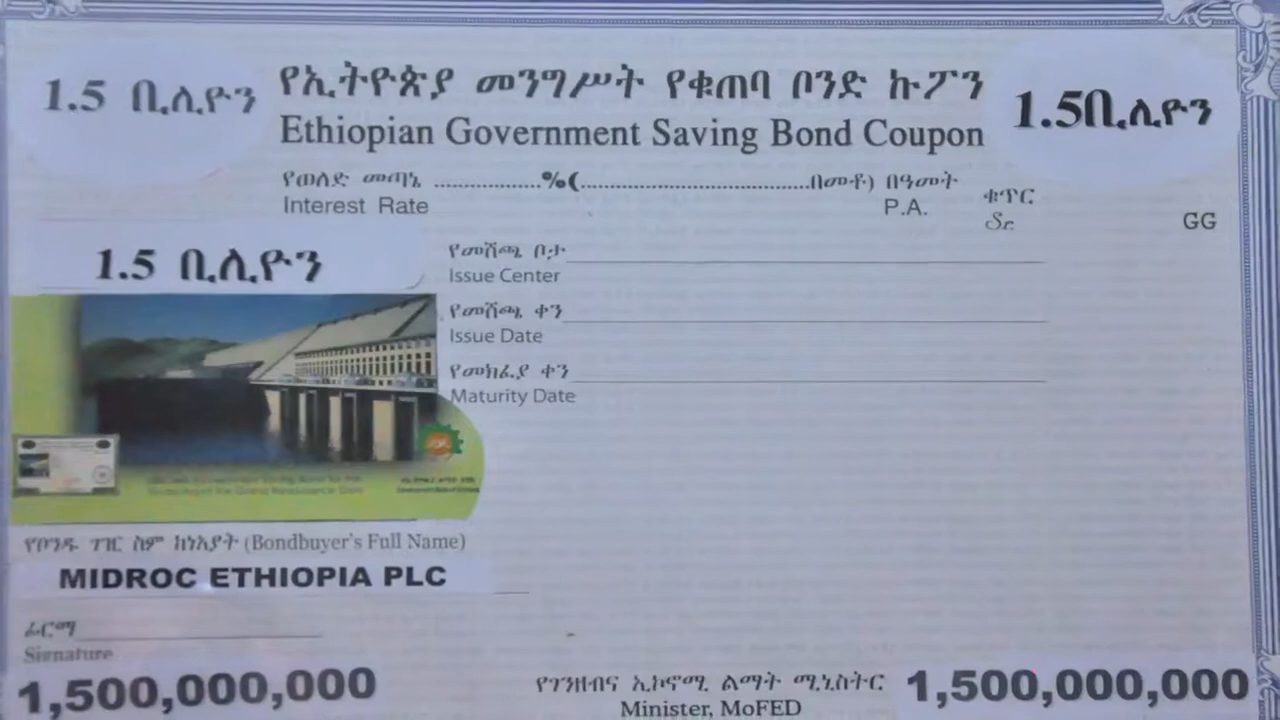 1.5 ቢሊዮን
የኢትዮጵያ መንግሥት የቁጠባ ቦንድ ኩፖን
1.5ቢሊዮን
Ethiopian Government Saving Bond Coupon
የወለድ መጣኔ ..................%(........................................በመቶ) በዓመት
Interest Rate P.A.
ቁጥር
Sr. GG
1.5 ቢሊዮን
የመሸጫ ቦታ
Issue Center
የመሸጫ ቀን
Issue Date
የመክፈያ ቀን
Maturity Date
የቦንዱ ገዢ ስም ከነአያት (Bondbuyer's Full Name)
MIDROC ETHIOPIA PLC
ፊርማ
Signature
1,500,000,000
የገንዘብና ኢኮኖሚ ልማት ሚኒስትር
Minister, MoFED
1,500,000,000